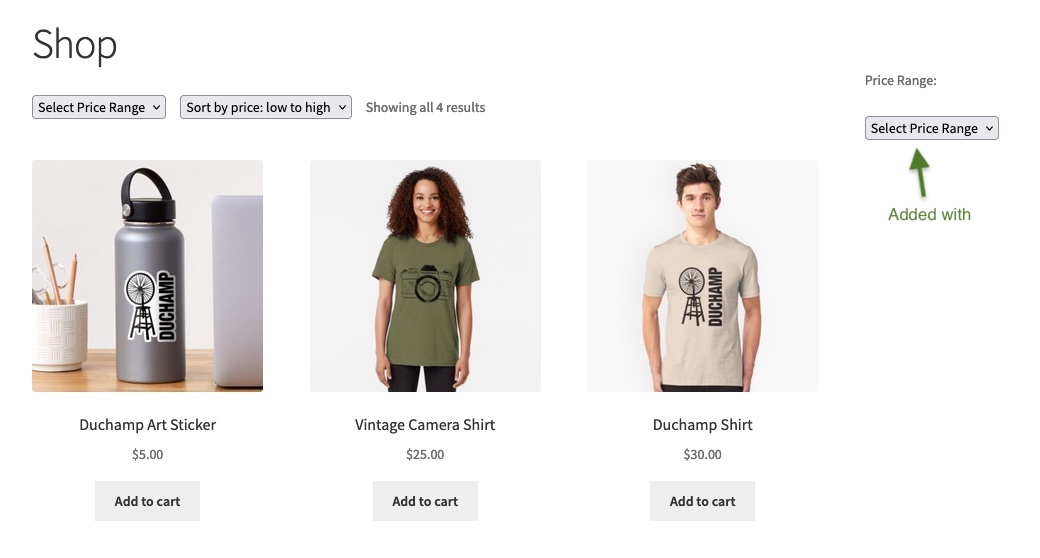 Shop
Select Price Range
Sort by price: low to high
Showing all 4 results
Price Range:
Select Price Range
Added with
DUCHAMP
DUCHAMP
Duchamp Art Sticker
Vintage Camera Shirt
Duchamp Shirt
$5.00
$25.00
$30.00
Add to cart
Add to cart
Add to cart